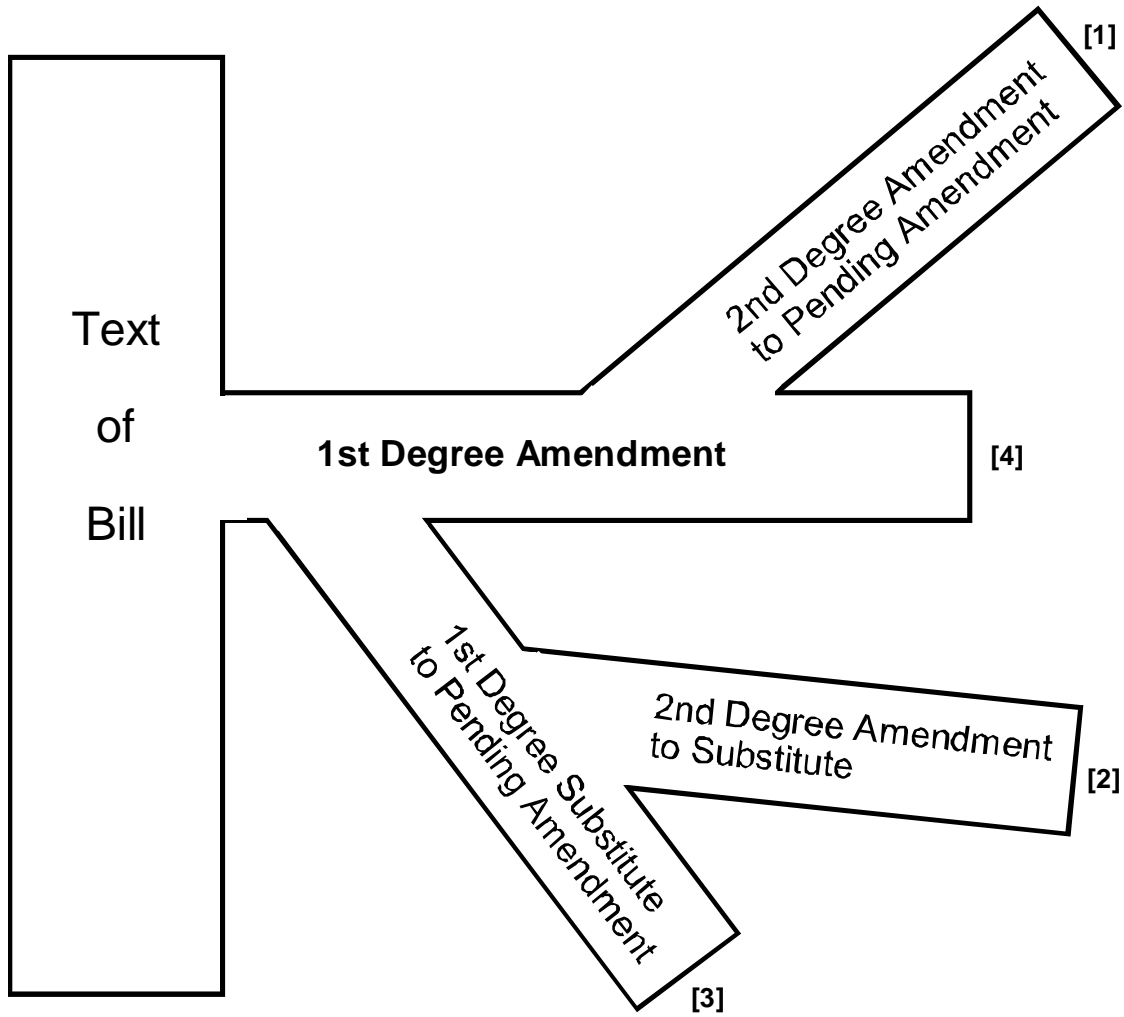 [1]
2nd Degree Amendment
to Pending Amendment
Text
of
Bill
1st Degree Amendment
[4]
1st Degree Substitute
to Pending Amendment
2nd Degree Amendment
to Substitute
[2]
[3]